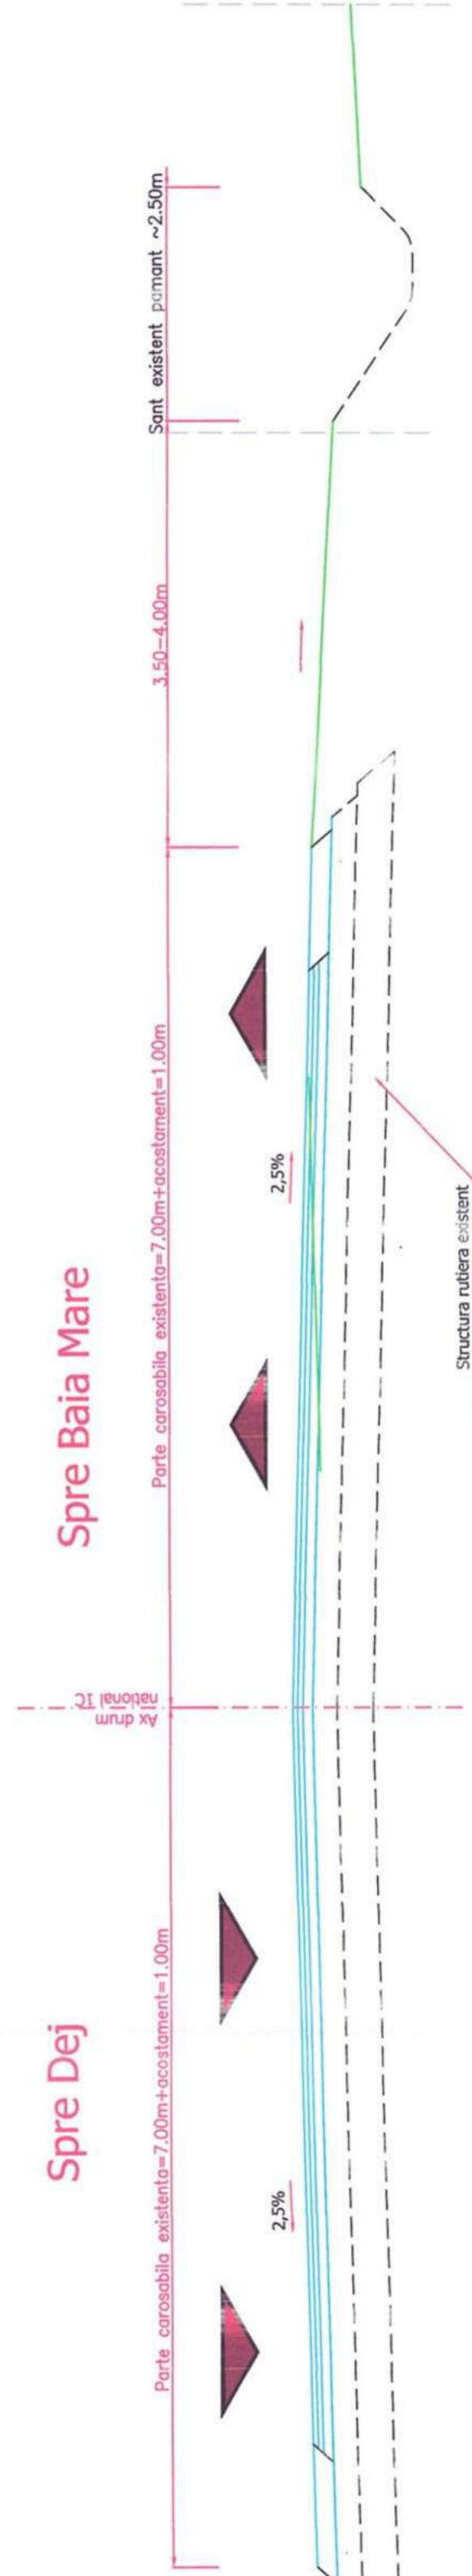 Spre Dej
Spre Baia Mare
Parte carosabila existenta=7.00m+acostament=1.00m
Parte carosabila existenta=7.00m+acostament=1.00m
3.50-4.00m
Sant existent pamant ~2.50m
Ax drum
national 1C
2,5%
2,5%
Structura rutiera existent